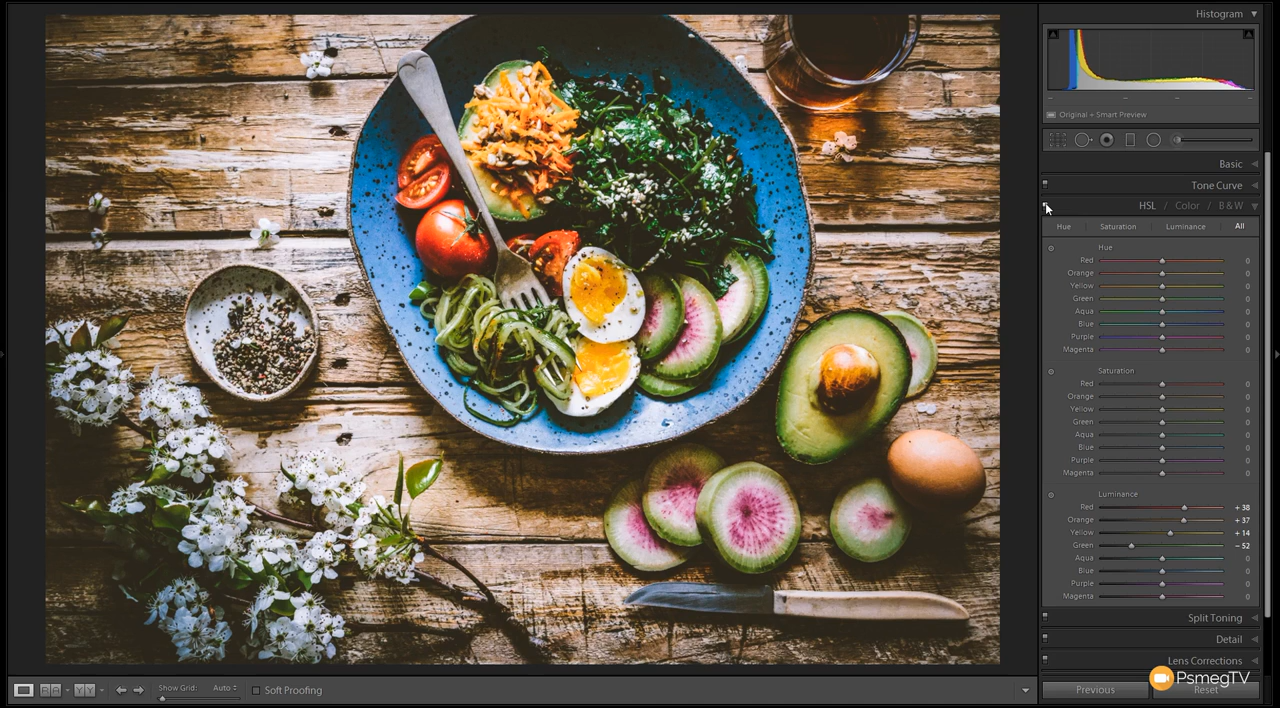 Histogram
Original + Smart Preview
Basic
Tone Curve
HSL / Color / B & W
Hue Saturation Luminance All
Hue
Red 0
Orange 0
Yellow 0
Green 0
Aqua 0
Blue 0
Purple 0
Magenta 0
Saturation
Red 0
Orange 0
Yellow 0
Green 0
Aqua 0
Blue 0
Purple 0
Magenta 0
Luminance
Red + 38
Orange + 37
Yellow + 14
Green − 52
Aqua 0
Blue 0
Purple 0
Magenta 0
Split Toning
Detail
Lens Corrections
PsmegTV
Previous Reset
R A Y Y Show Grid: Auto Soft Proofing